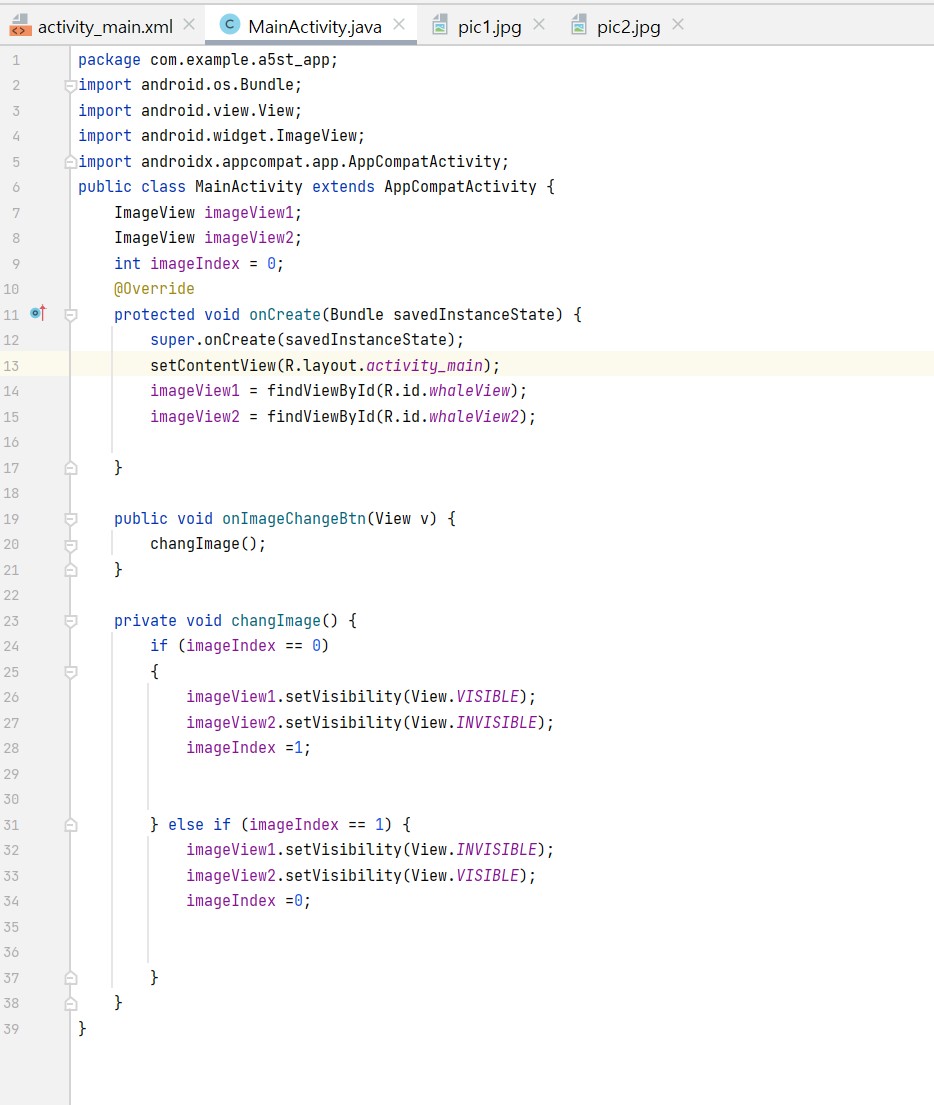 activity_main.xml MainActivity.java pic1.jpg pic2.jpg
1 package com.example.a5st_app;
2 import android.os.Bundle;
3 import android.view.View;
4 import android.widget.ImageView;
5 import androidx.appcompat.app.AppCompatActivity;
6 public class MainActivity extends AppCompatActivity {
7 ImageView imageView1;
8 ImageView imageView2;
9 int imageIndex = 0;
10 @Override
11 protected void onCreate(Bundle savedInstanceState) {
12 super.onCreate(savedInstanceState);
13 setContentView(R.layout.activity_main);
14 imageView1 = findViewById(R.id.whaleView);
15 imageView2 = findViewById(R.id.whaleView2);
16
17 }
18
19 public void onImageChangeBtn(View v) {
20 changImage();
21 }
22
23 private void changImage() {
24 if (imageIndex == 0)
25 {
26 imageView1.setVisibility(View.VISIBLE);
27 imageView2.setVisibility(View.INVISIBLE);
28 imageIndex =1;
29
30
31 } else if (imageIndex == 1) {
32 imageView1.setVisibility(View.INVISIBLE);
33 imageView2.setVisibility(View.VISIBLE);
34 imageIndex =0;
35
36
37 }
38 }
39 }